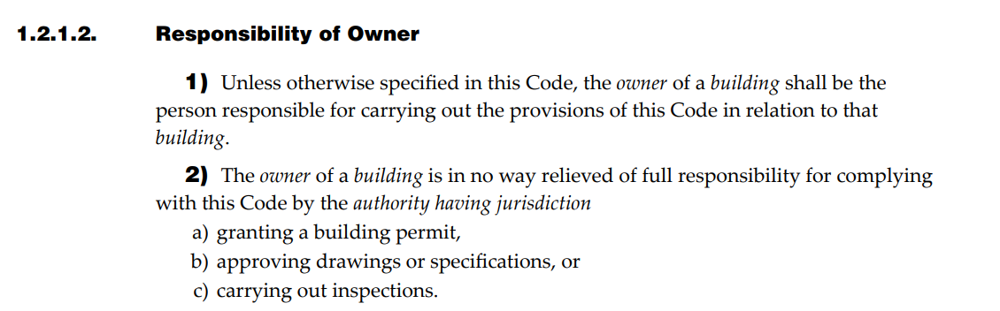 1.2.1.2. Responsibility of Owner
1) Unless otherwise specified in this Code, the owner of a building shall be the
person responsible for carrying out the provisions of this Code in relation to that
building.
2) The owner of a building is in no way relieved of full responsibility for complying
with this Code by the authority having jurisdiction
a) granting a building permit,
b) approving drawings or specifications, or
c) carrying out inspections.